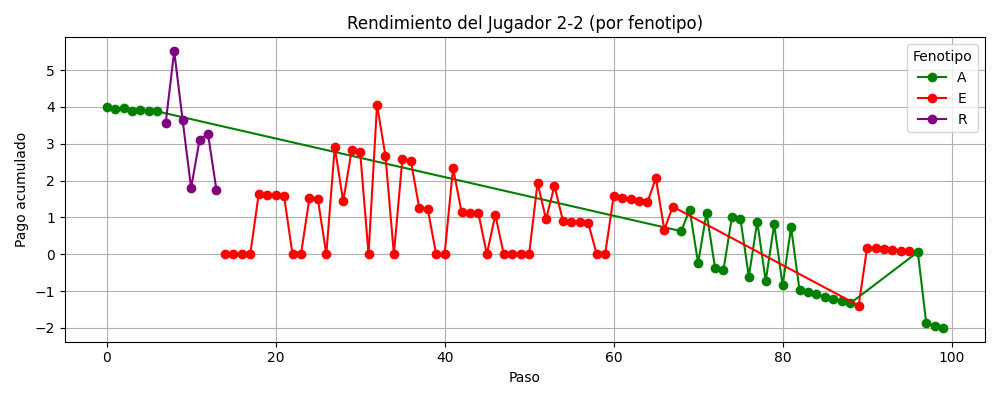 Rendimiento del Jugador 2-2 (por fenotipo)
Pago acumulado
5
4
3
2
1
0
−1
−2
Fenotipo
A
E
R
0 20 40 60 80 100
Paso